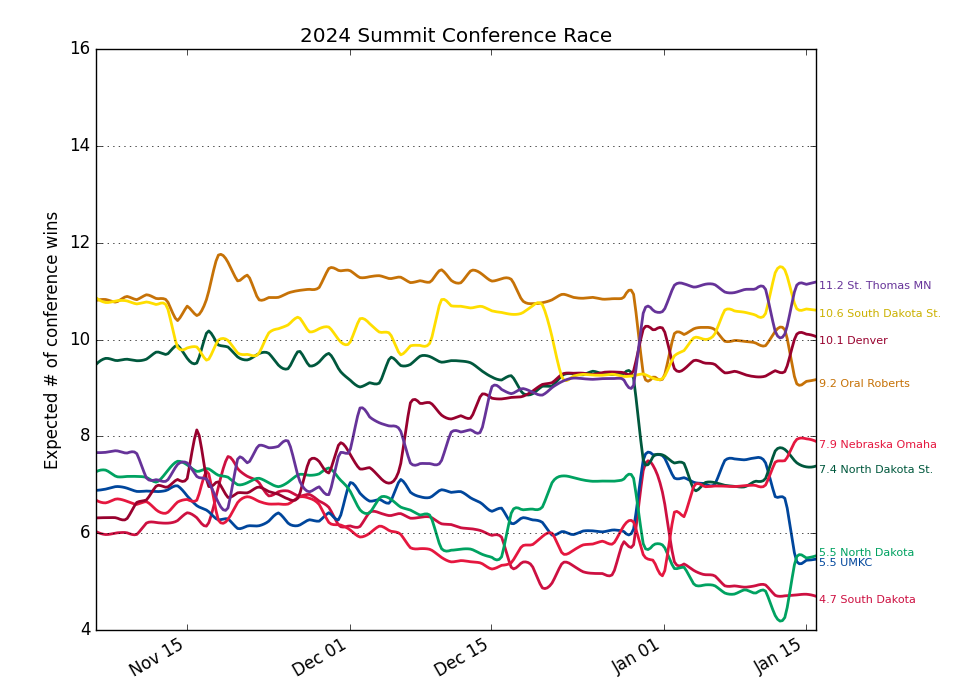 2024 Summit Conference Race
Expected # of conference wins
16
14
12
10
8
6
4
11.2 St. Thomas MN
10.6 South Dakota St.
10.1 Denver
9.2 Oral Roberts
7.9 Nebraska Omaha
7.4 North Dakota St.
5.5 North Dakota
5.5 UMKC
4.7 South Dakota
Nov 15
Dec 01
Dec 15
Jan 01
Jan 15